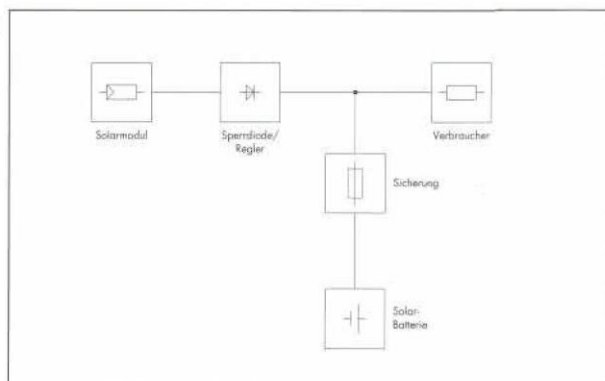 Solarmodul
Sperrdiode/
Regler
Verbraucher
Sicherung
Solar-
Batterie